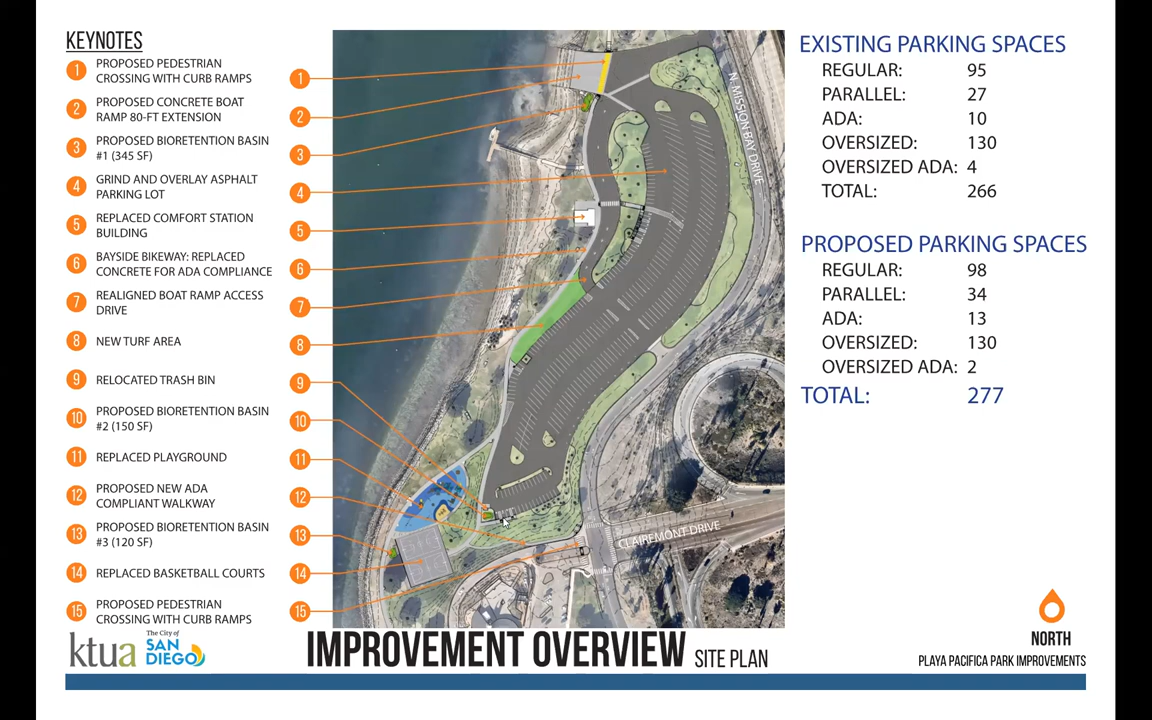 KEYNOTES
1 PROPOSED PEDESTRIAN
CROSSING WITH CURB RAMPS
2 PROPOSED CONCRETE BOAT
RAMP 80-FT EXTENSION
3 PROPOSED BIORETENTION BASIN
#1 (345 SF)
4 GRIND AND OVERLAY ASPHALT
PARKING LOT
5 REPLACED COMFORT STATION
BUILDING
6 BAYSIDE BIKEWAY: REPLACED
CONCRETE FOR ADA COMPLIANCE
7 REALIGNED BOAT RAMP ACCESS
DRIVE
8 NEW TURF AREA
9 RELOCATED TRASH BIN
10 PROPOSED BIORETENTION BASIN
#2 (150 SF)
11 REPLACED PLAYGROUND
12 PROPOSED NEW ADA
COMPLIANT WALKWAY
13 PROPOSED BIORETENTION BASIN
#3 (120 SF)
14 REPLACED BASKETBALL COURTS
15 PROPOSED PEDESTRIAN
CROSSING WITH CURB RAMPS
1
2
3
4
5
6
7
8
9
10
11
12
13
14
15
N. MISSION BAY DRIVE
CLAIREMONT DRIVE
EXISTING PARKING SPACES
REGULAR: 95
PARALLEL: 27
ADA: 10
OVERSIZED: 130
OVERSIZED ADA: 4
TOTAL: 266
PROPOSED PARKING SPACES
REGULAR: 98
PARALLEL: 34
ADA: 13
OVERSIZED: 130
OVERSIZED ADA: 2
TOTAL: 277
NORTH
ktua
The City of
SAN
DIEGO
IMPROVEMENT OVERVIEW SITE PLAN
PLAYA PACIFICA PARK IMPROVEMENTS